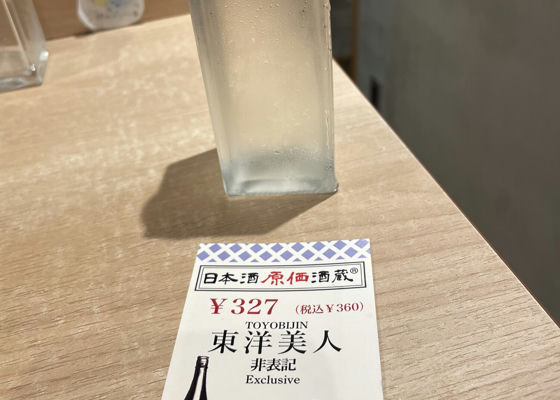 日本酒原価酒蔵®
￥327 （税込￥360）
TOYOBIJIN
東洋美人
非表記
Exclusive